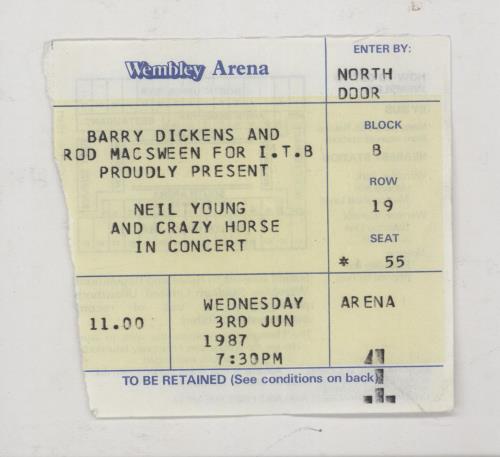 Wembley Arena
BARRY DICKENS AND
ROD MACSWEEN FOR I.T.B
PROUDLY PRESENT
NEIL YOUNG
AND CRAZY HORSE
IN CONCERT
11.00
WEDNESDAY
3RD JUN
1987
7:30PM
ENTER BY:
NORTH
DOOR
BLOCK
B
ROW
19
SEAT
* 55
ARENA
TO BE RETAINED (See conditions on back)